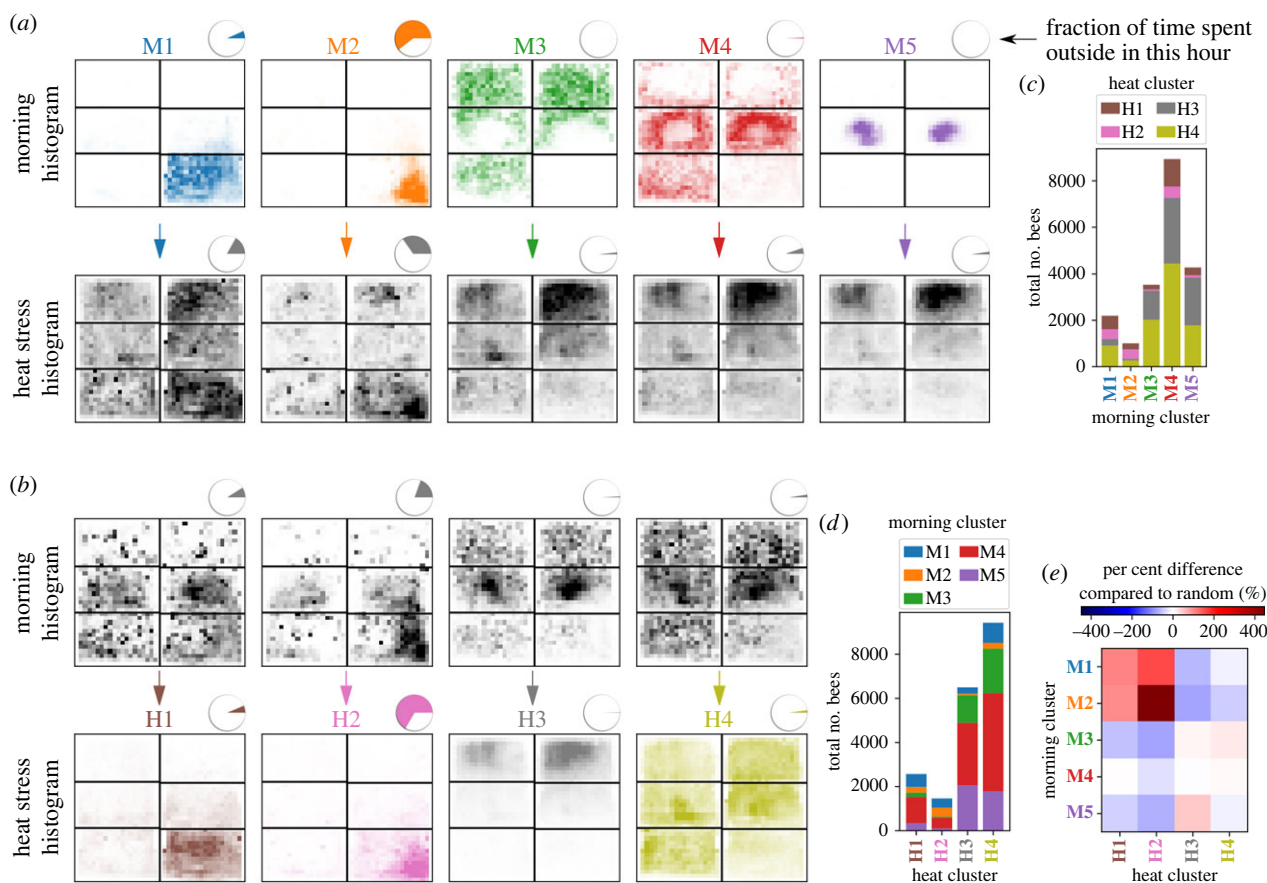 (a)
M1
M2
M3
M4
M5
fraction of time spent
outside in this hour
morning
histogram
heat stress
histogram
(c)
heat cluster
H1 H3
H2 H4
total no. bees
8000
6000
4000
2000
0
M1 M2 M3 M4 M5
morning cluster
(b)
morning
histogram
H1
H2
H3
H4
heat stress
histogram
(d)
morning cluster
M1 M4
M2 M5
M3
total no. bees
8000
6000
4000
2000
0
H1 H2 H3 H4
heat cluster
(e)
per cent difference
compared to random (%)
−400 −200 0 200 400
morning cluster
M1
M2
M3
M4
M5
H1 H2 H3 H4
heat cluster